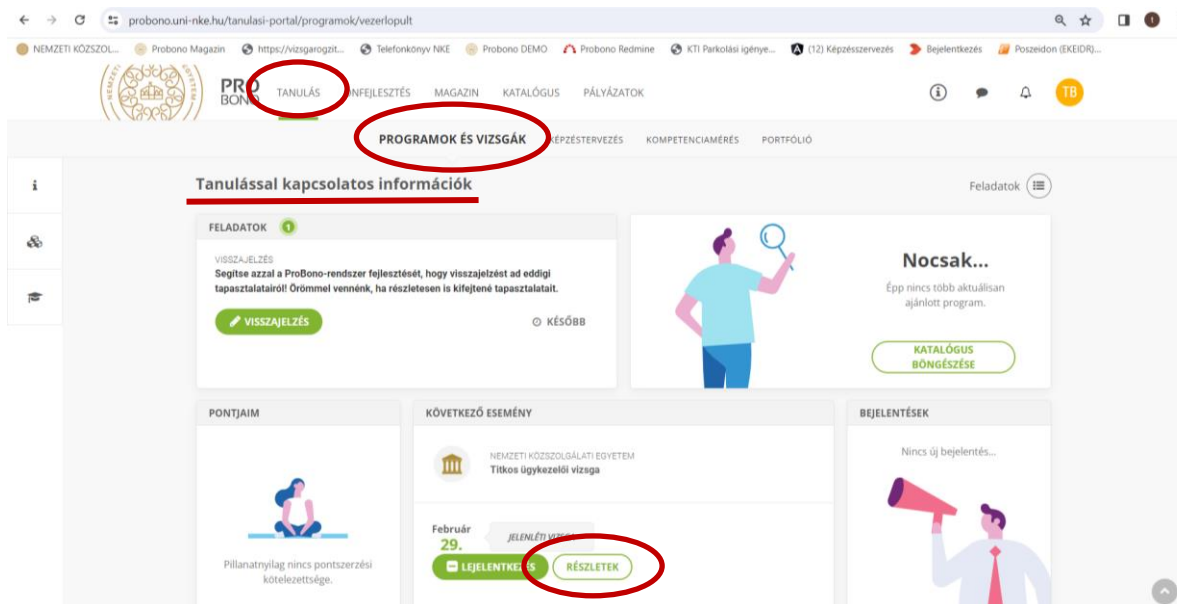 probono.uni-nke.hu/tanulasi-portal/programok/vezerlopult
NEMZETI KÖZSZOL... Probono Magazin https://vizsgarogzit... Telefonkönyv NKE Probono DEMO Probono Redmine KTI Parkolási igénye... (12) Képzésszervezés Bejelentkezés Poszeidon (EKEIDR)...
PRO
BONO
TANULÁS ÖNFEJLESZTÉS MAGAZIN KATALÓGUS PÁLYÁZATOK
TB
PROGRAMOK ÉS VIZSGÁK KÉPZÉSTERVEZÉS KOMPETENCIAMÉRÉS PORTFÓLIÓ
Tanulással kapcsolatos információk
Feladatok
FELADATOK 1
VISSZAJELZÉS
Segítse azzal a ProBono-rendszer fejlesztését, hogy visszajelzést ad eddigi
tapasztalatairól! Örömmel vennénk, ha részletesen is kifejtené tapasztalatait.
VISSZAJELZÉS
KÉSŐBB
Nocsak...
Épp nincs több aktuálisan
ajánlott program.
KATALÓGUS
BÖNGÉSZÉSE
PONTJAIM
Pillanatnyilag nincs pontszerzési
kötelezettsége.
KÖVETKEZŐ ESEMÉNY
NEMZETI KÖZSZOLGÁLATI EGYETEM
Titkos ügykezelői vizsga
Február
29.
JELENLÉTI VIZSGA
LEJELENTKEZÉS
RÉSZLETEK
BEJELENTÉSEK
Nincs új bejelentés...